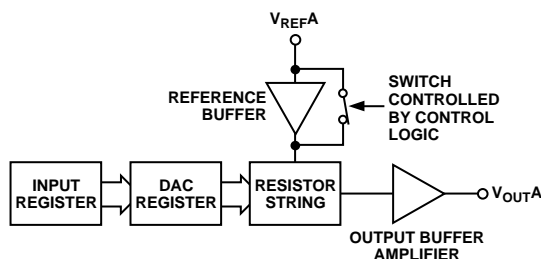 VREFA
REFERENCE
BUFFER
SWITCH
CONTROLLED
BY CONTROL
LOGIC
INPUT
REGISTER
DAC
REGISTER
RESISTOR
STRING
VOUTA
OUTPUT BUFFER
AMPLIFIER